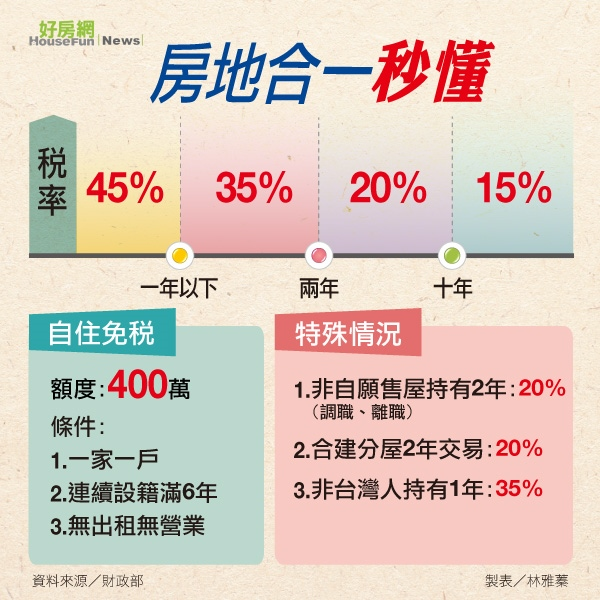 好房網
HouseFun News
房地合一秒懂
稅率
45% 35% 20% 15%
一年以下 兩年 十年
自住免稅
額度:400萬
條件:
1.一家一戶
2.連續設籍滿6年
3.無出租無營業
特殊情況
1.非自願售屋持有2年:20%
（調職、離職）
2.合建分屋2年交易:20%
3.非台灣人持有1年:35%
資料來源／財政部
製表／林雅蓁